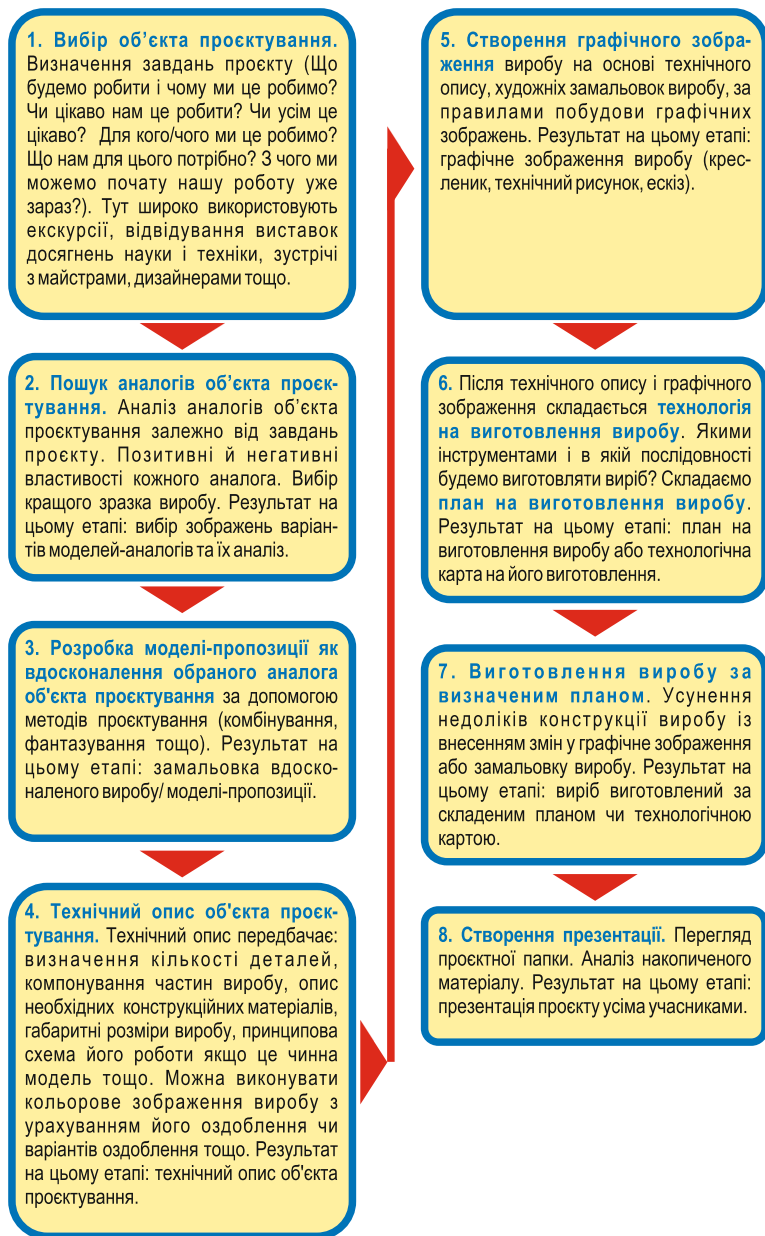 1. Вибір об’єкта проєктування.
Визначення завдань проєкту (Що
будемо робити і чому ми це робимо?
Чи цікаво нам це робити? Чи усім це
цікаво? Для кого/чого ми це робимо?
Що нам для цього потрібно? З чого ми
можемо почату нашу роботу уже
зараз?). Тут широко використовують
екскурсії, відвідування виставок
досягнень науки і техніки, зустрічі
з майстрами, дизайнерами тощо.
2. Пошук аналогів об’єкта проєк-
тування. Аналіз аналогів об’єкта
проєктування залежно від завдань
проєкту. Позитивні й негативні
властивості кожного аналога. Вибір
кращого зразка виробу. Результат на
цьому етапі: вибір зображень варіан-
тів моделей-аналогів та їх аналіз.
3. Розробка моделі-пропозиції як
вдосконалення обраного аналога
об'єкта проєктування за допомогою
методів проєктування (комбінування,
фантазування тощо). Результат на
цьому етапі: замальовка вдоско-
наленого виробу/ моделі-пропозиції.
4. Технічний опис об'єкта проєк-
тування. Технічний опис передбачає:
визначення кількості деталей,
компонування частин виробу, опис
необхідних конструкційних матеріалів,
габаритні розміри виробу, принципова
схема його роботи якщо це чинна
модель тощо. Можна виконувати
кольорове зображення виробу з
урахуванням його оздоблення чи
варіантів оздоблення тощо. Результат
на цьому етапі: технічний опис об'єкта
проєктування.
5. Створення графічного зобра-
ження виробу на основі технічного
опису, художніх замальовок виробу, за
правилами побудови графічних
зображень. Результат на цьому етапі:
графічне зображення виробу (крес-
леник, технічний рисунок, ескіз).
6. Після технічного опису і графічного
зображення складається технологія
на виготовлення виробу. Якими
інструментами і в якій послідовності
будемо виготовляти виріб? Складаємо
план на виготовлення виробу.
Результат на цьому етапі: план на
виготовлення виробу або технологічна
карта на його виготовлення.
7. Виготовлення виробу за
визначеним планом. Усунення
недоліків конструкції виробу із
внесенням змін у графічне зображення
або замальовку виробу. Результат на
цьому етапі: виріб виготовлений за
складеним планом чи технологічною
картою.
8. Створення презентації. Перегляд
проєктної папки. Аналіз накопиченого
матеріалу. Результат на цьому етапі:
презентація проєкту усіма учасниками.